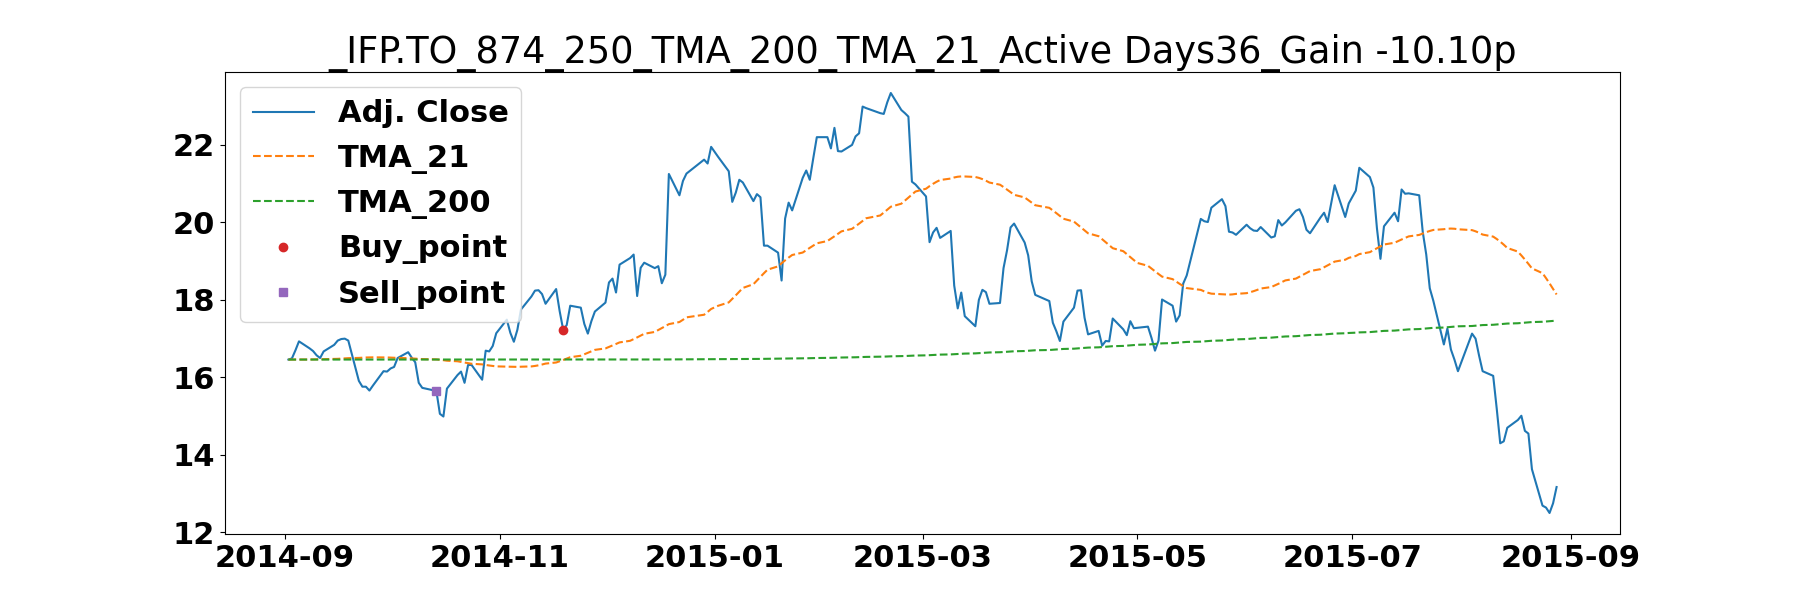 _IFP.TO_874_250_TMA_200_TMA_21_Active Days36_Gain -10.10p
Adj. Close
TMA_21
TMA_200
Buy_point
Sell_point
22
20
18
16
14
12
2014-09 2014-11 2015-01 2015-03 2015-05 2015-07 2015-09